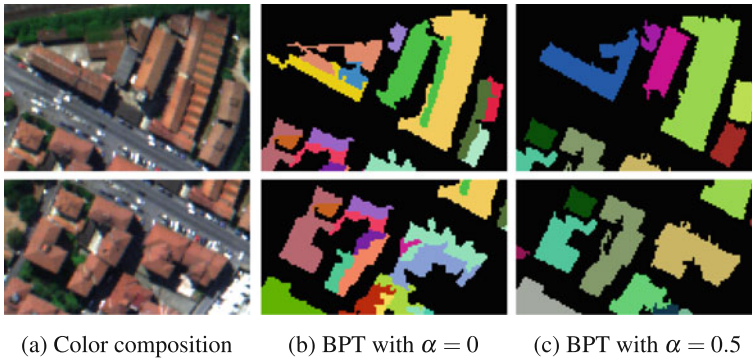 (a) Color composition (b) BPT with α = 0 (c) BPT with α = 0.5